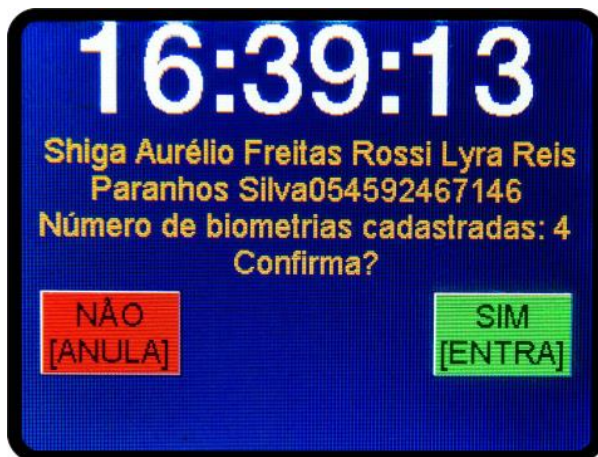 16:39:13
Shiga Aurélio Freitas Rossi Lyra Reis
Paranhos Silva054592467146
Número de biometrias cadastradas: 4
Confirma?
NÃO
[ANULA]
SIM
[ENTRA]